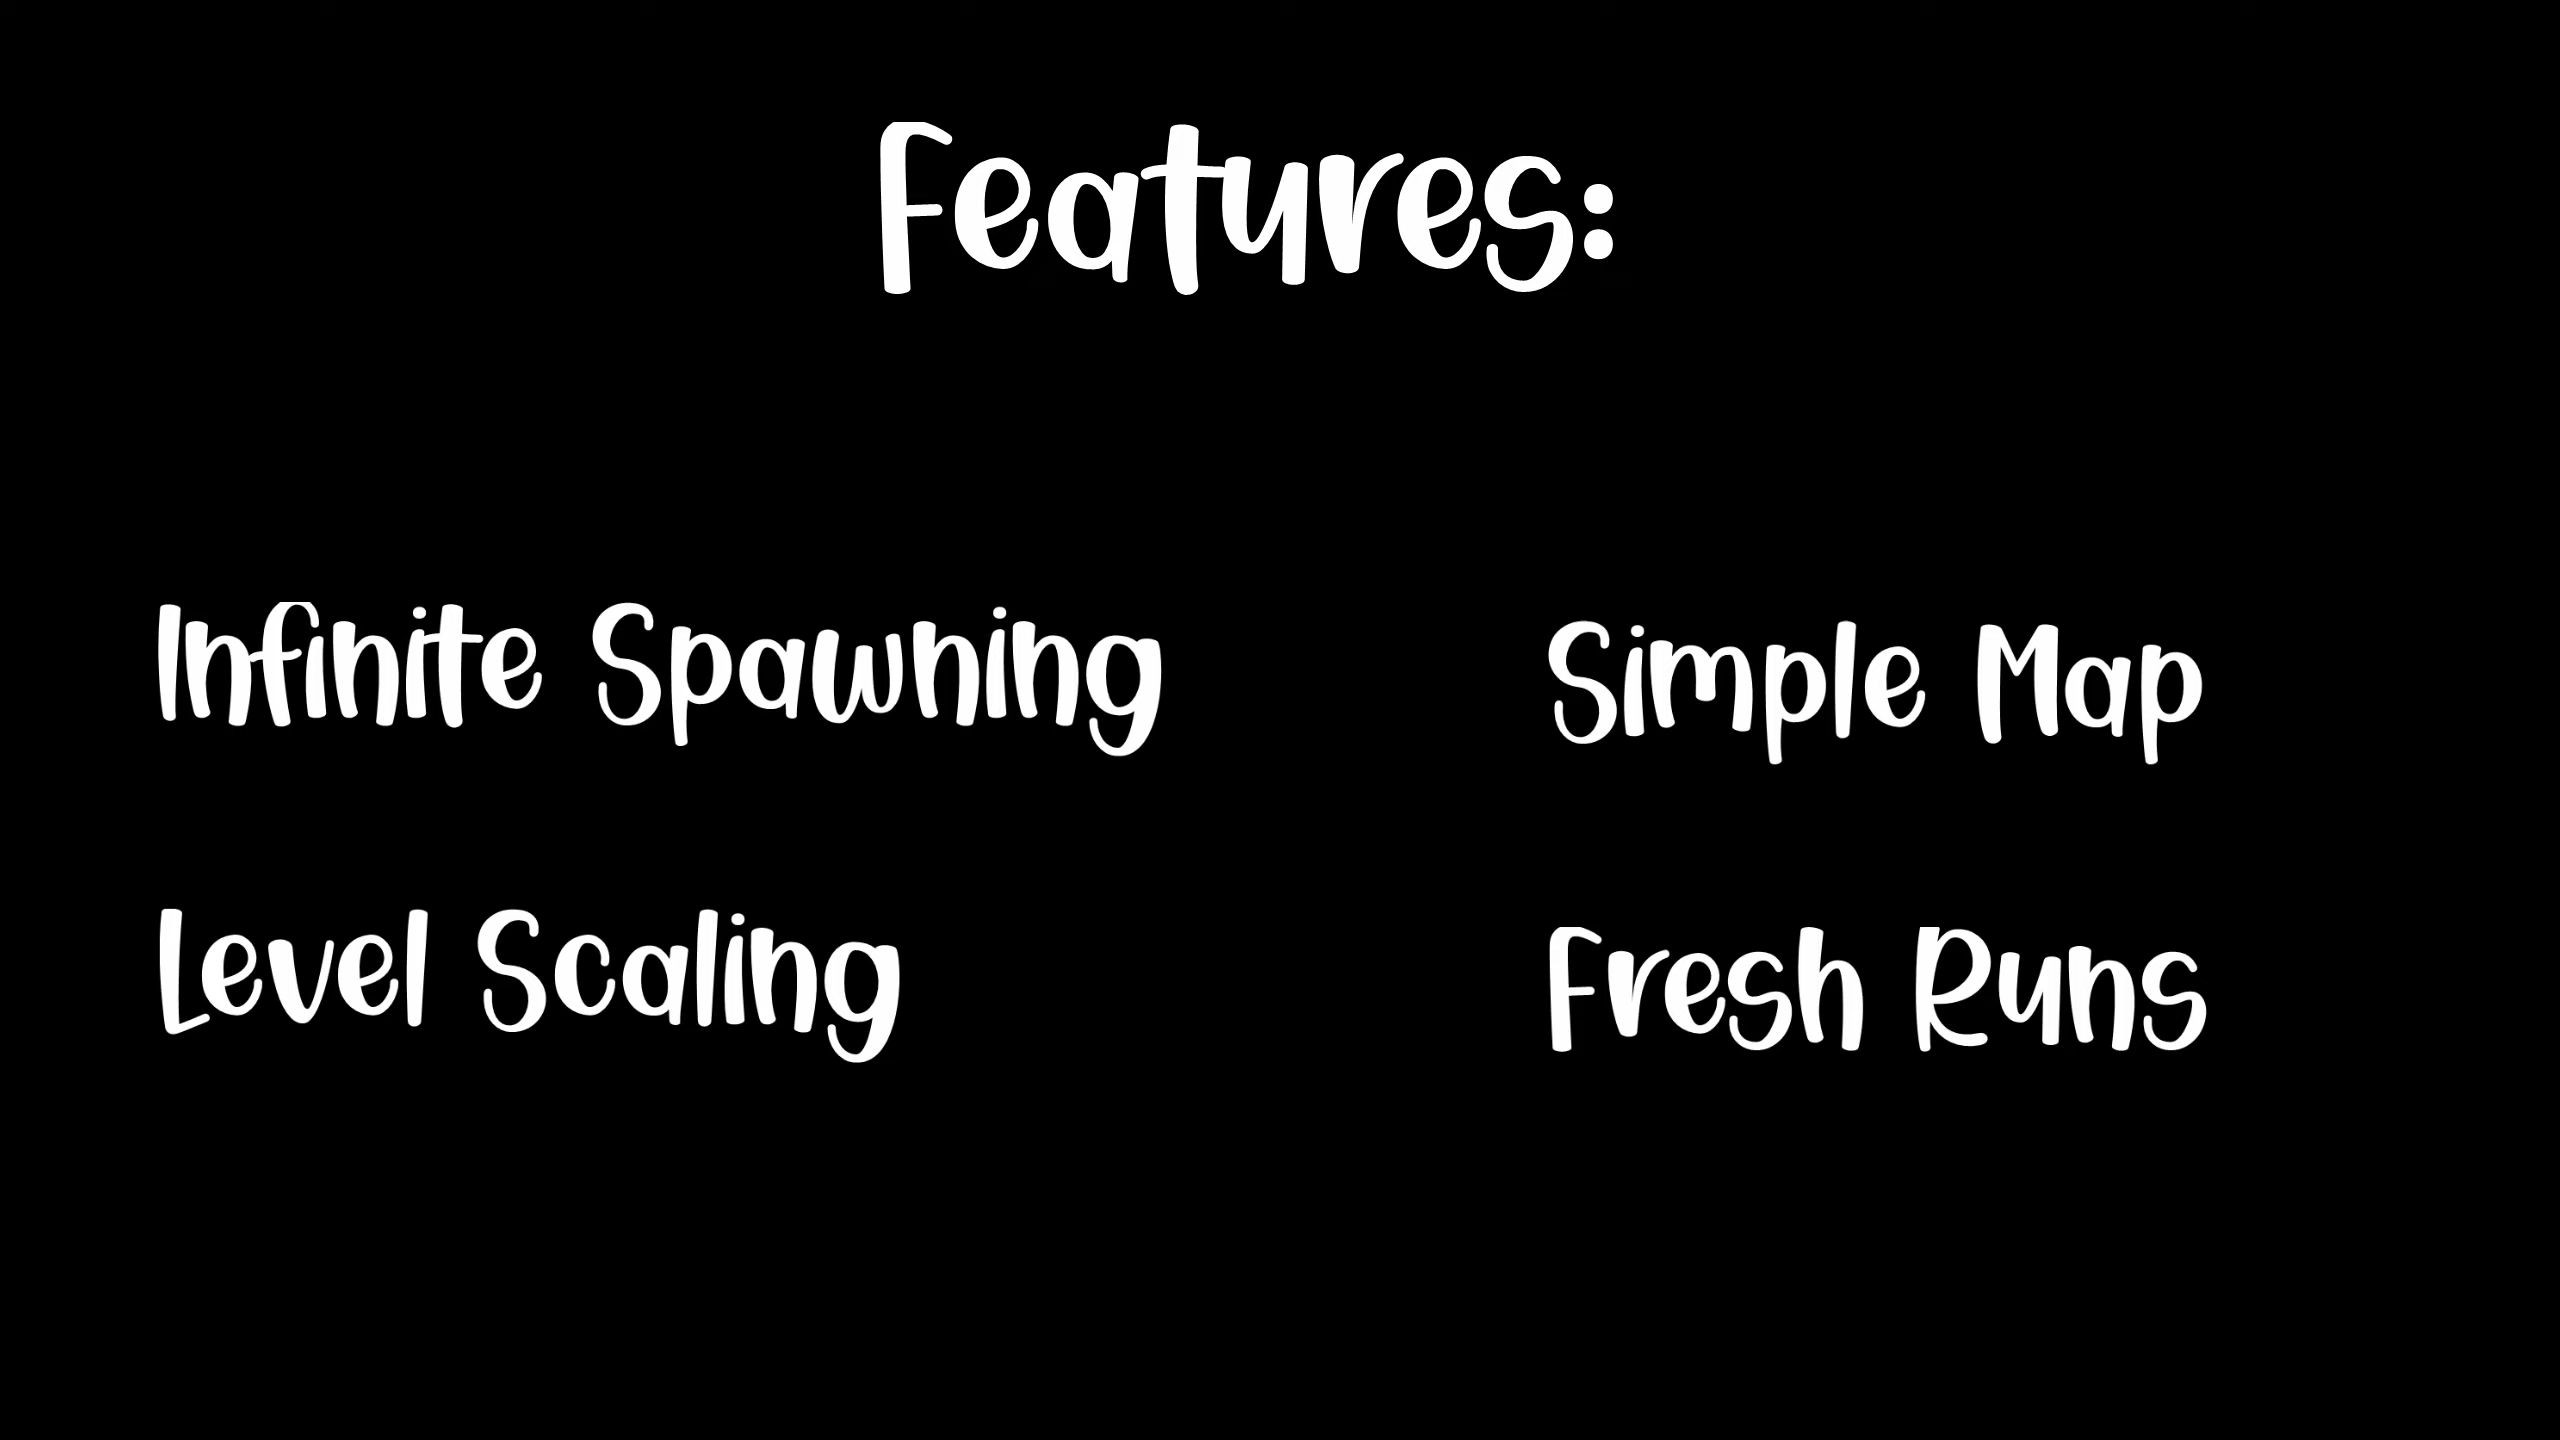 Features:
Infinite Spawning
Simple Map
Level Scaling
Fresh Runs